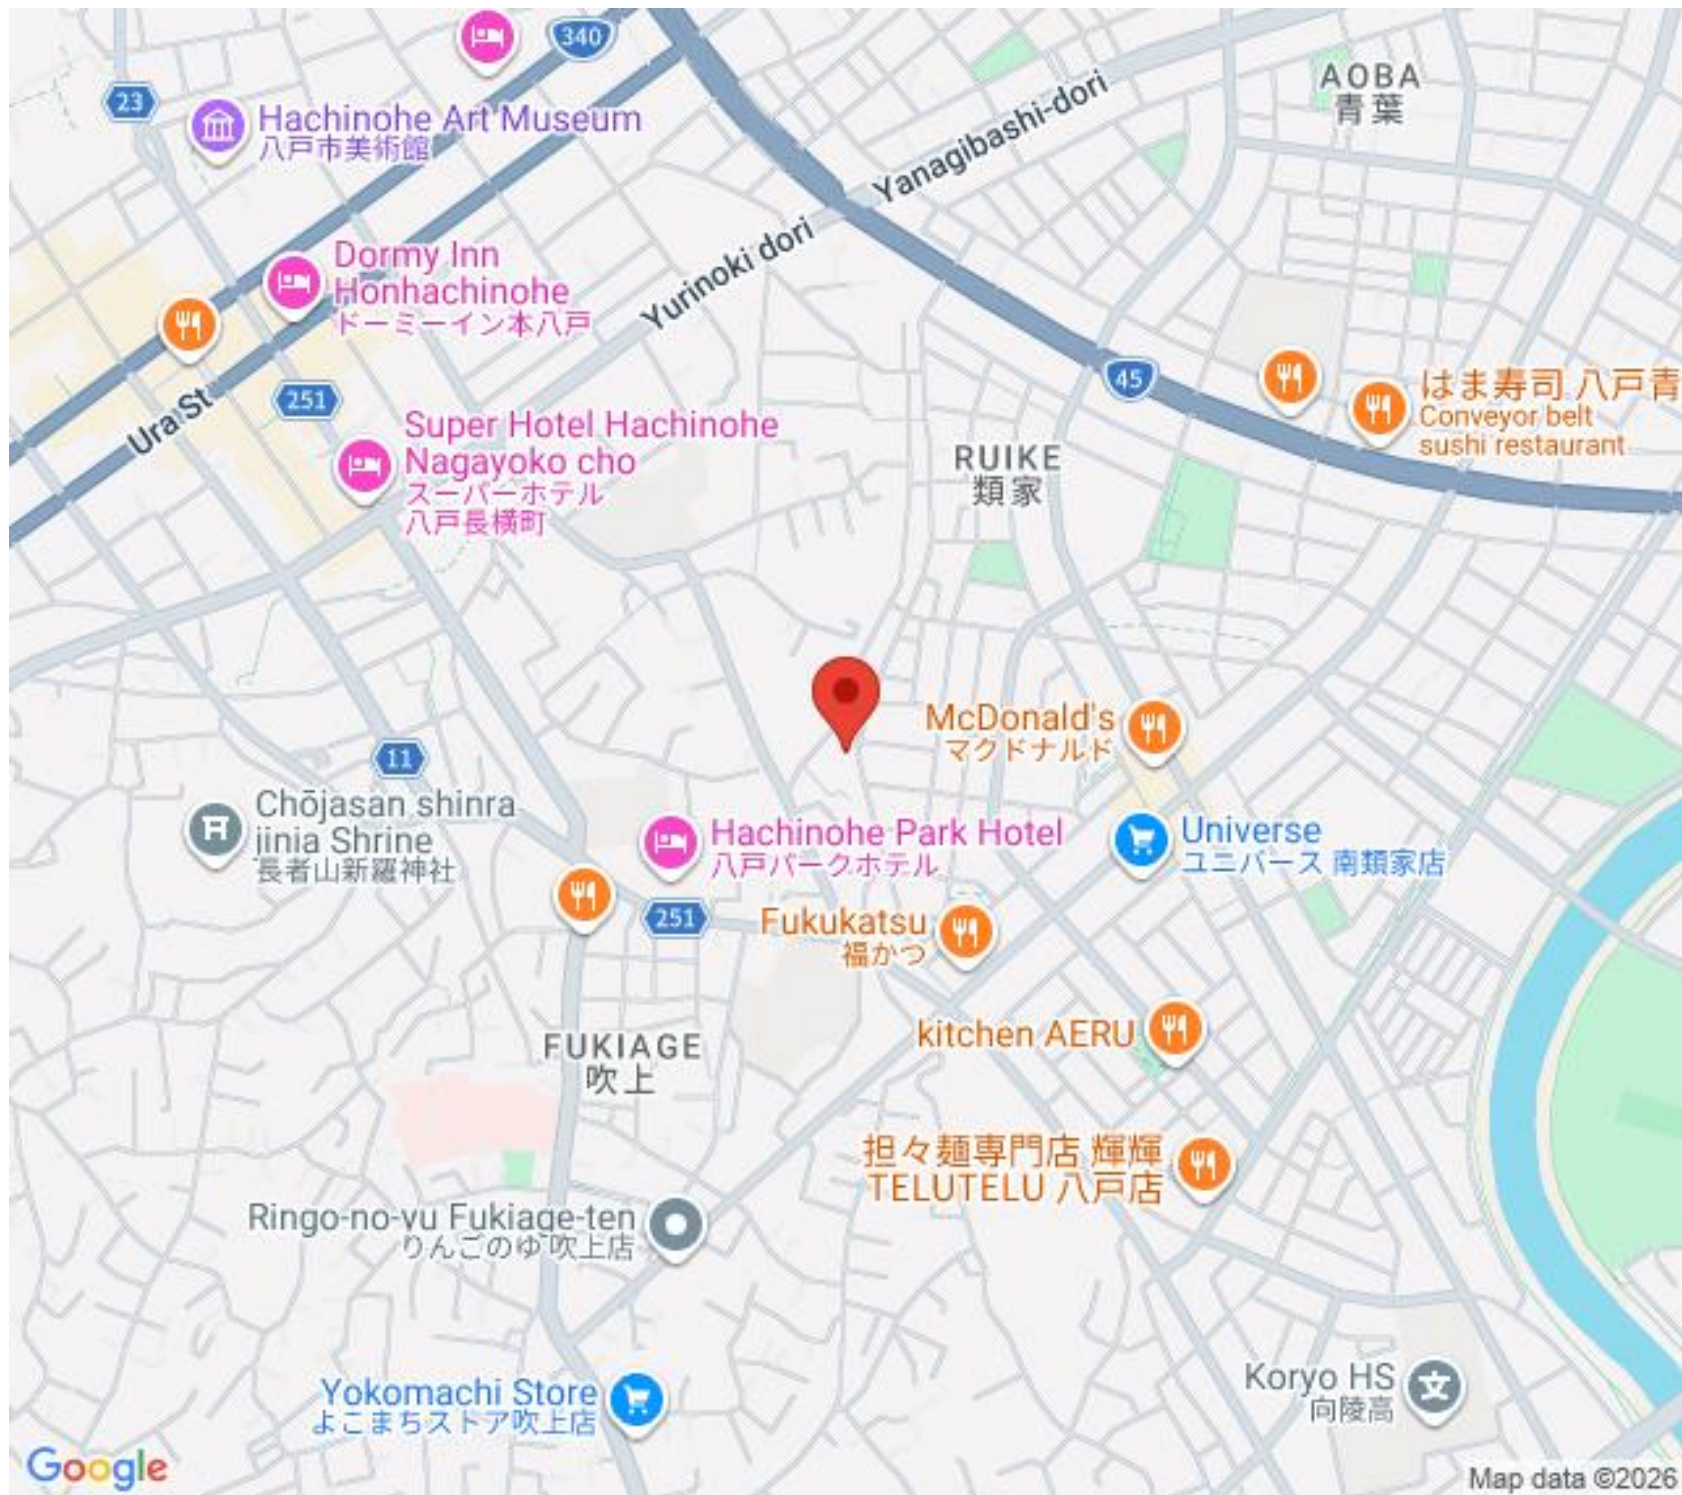 340
23
Hachinohe Art Museum
八戸市美術館
AOBA
青葉
Yanagibashi-dori
Yurinoki dori
Dormy Inn
Honhachinohe
ドーミーイン本八戸
251
Ura St
45
はま寿司 八戸青
Conveyor belt
sushi restaurant
Super Hotel Hachinohe
Nagayoko cho
スーパーホテル
八戸長横町
RUIKE
類家
McDonald's
マクドナルド
11
Chōjasan shinra
jinja Shrine
長者山新羅神社
Hachinohe Park Hotel
八戸パークホテル
Universe
ユニバース 南類家店
251
Fukukatsu
福かつ
kitchen AERU
FUKIAGE
吹上
担々麺専門店 輝輝
TELUTELU 八戸店
Ringo-no-yu Fukiage-ten
りんごのゆ 吹上店
Yokomachi Store
よこまちストア吹上店
Koryo HS
向陵高
文
Google
Map data ©2026